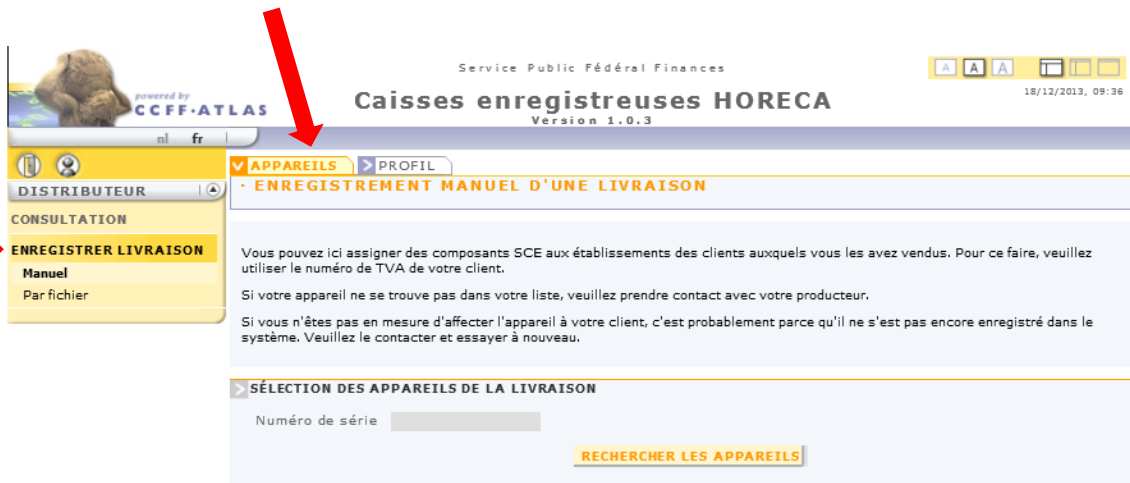 Service Public Fédéral Finances
A A A
powered by
CCFF-ATLAS
Caisses enregistreuses HORECA
Version 1.0.3
18/12/2013, 09:36
nl fr
APPAREILS PROFIL
DISTRIBUTEUR
· ENREGISTREMENT MANUEL D'UNE LIVRAISON
CONSULTATION
ENREGISTRER LIVRAISON
Manuel
Par fichier
Vous pouvez ici assigner des composants SCE aux établissements des clients auxquels vous les avez vendus. Pour ce faire, veuillez
utiliser le numéro de TVA de votre client.
Si votre appareil ne se trouve pas dans votre liste, veuillez prendre contact avec votre producteur.
Si vous n'êtes pas en mesure d'affecter l'appareil à votre client, c'est probablement parce qu'il ne s'est pas encore enregistré dans le
système. Veuillez le contacter et essayer à nouveau.
SÉLECTION DES APPAREILS DE LA LIVRAISON
Numéro de série
RECHERCHER LES APPAREILS